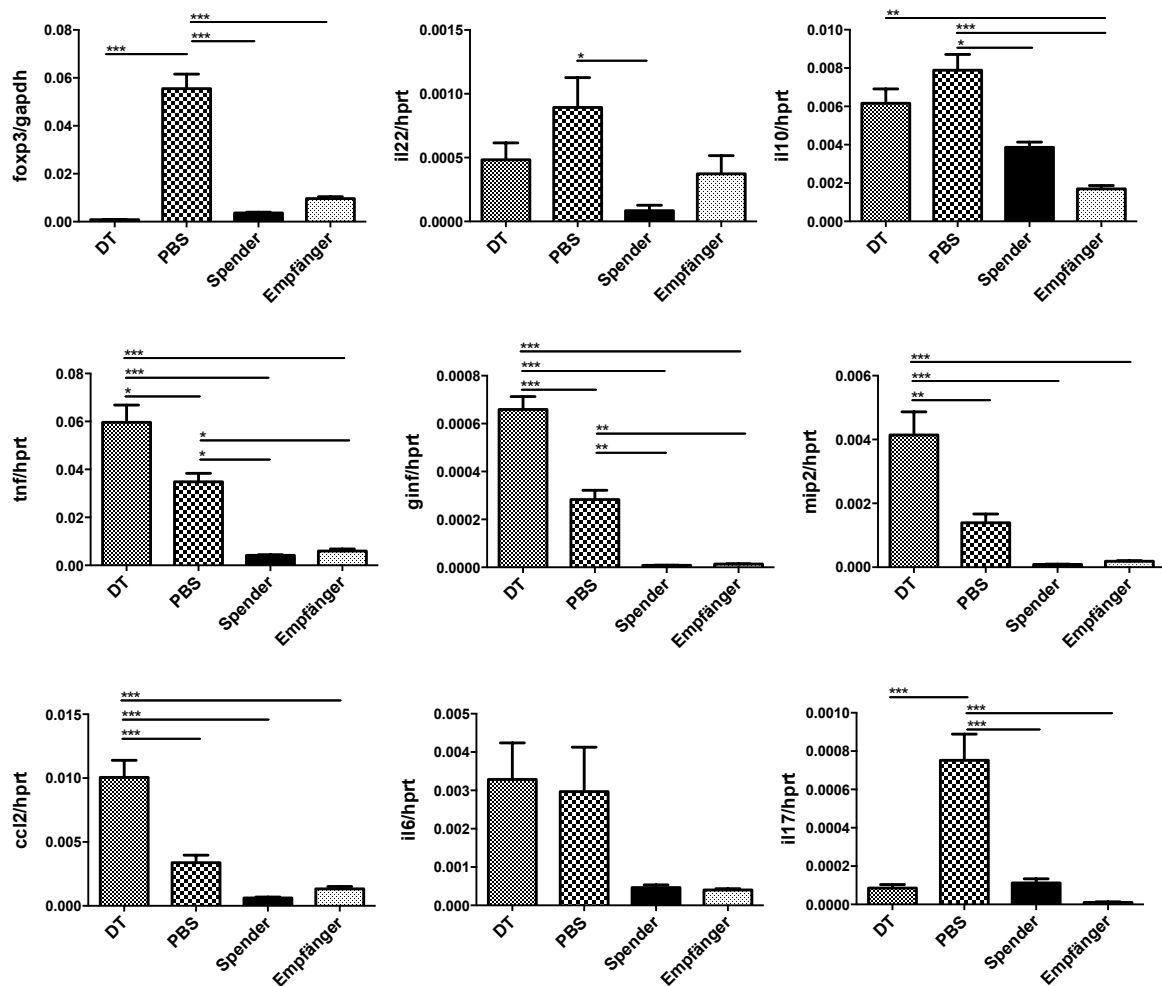 ***
***
***
0.08
0.06
0.04
0.02
0.00
foxp3/gapdh
DT
PBS
Spender
Empfänger
*
0.0015
0.0010
0.0005
0.0000
il22/hprt
DT
PBS
Spender
Empfänger
**
***
*
0.010
0.008
0.006
0.004
0.002
0.000
il10/hprt
DT
PBS
Spender
Empfänger
***
***
*
*
*
0.08
0.06
0.04
0.02
0.00
tnf/hprt
DT
PBS
Spender
Empfänger
***
***
***
**
**
0.0008
0.0006
0.0004
0.0002
0.0000
ginf/hprt
DT
PBS
Spender
Empfänger
***
***
**
0.006
0.004
0.002
0.000
mip2/hprt
DT
PBS
Spender
Empfänger
***
***
***
0.015
0.010
0.005
0.000
ccl2/hprt
DT
PBS
Spender
Empfänger
0.005
0.004
0.003
0.002
0.001
0.000
il6/hprt
DT
PBS
Spender
Empfänger
***
***
***
0.0010
0.0008
0.0006
0.0004
0.0002
0.0000
il17/hprt
DT
PBS
Spender
Empfänger